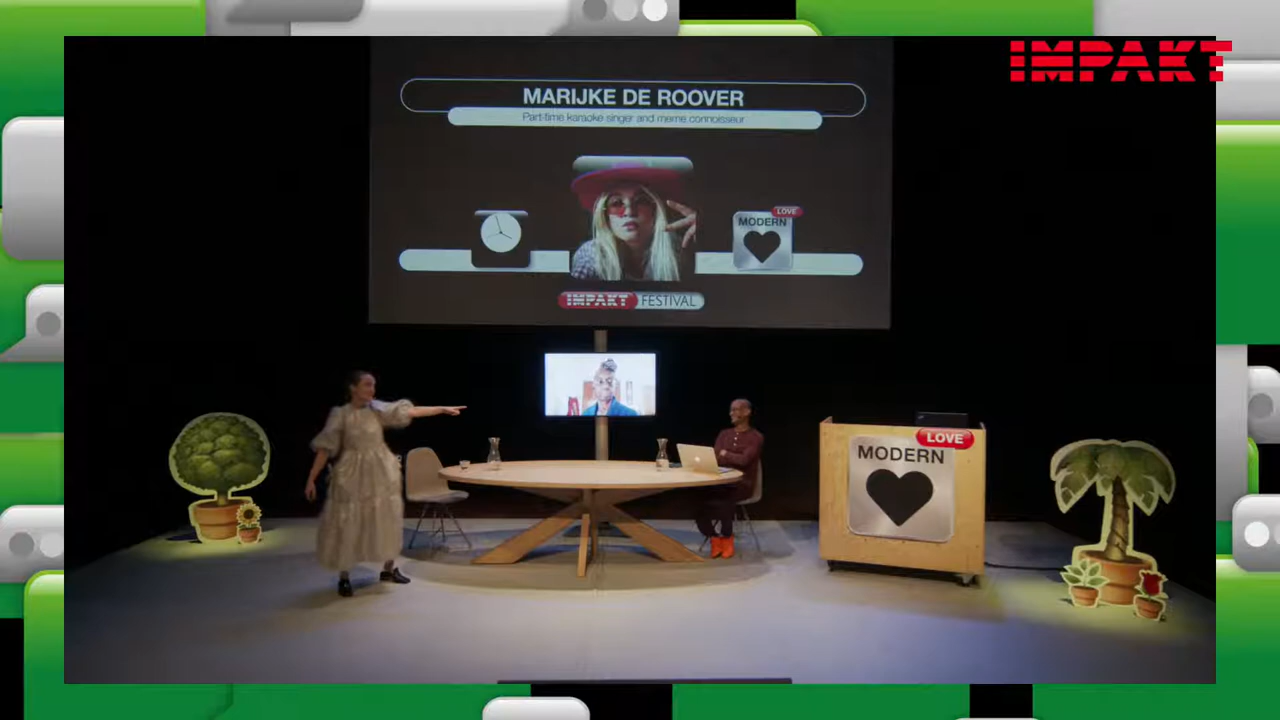 IMPAKT
MARIJKE DE ROOVER
Part-time karaoke singer and meme connoisseur
LOVE
MODERN
IMPAKT FESTIVAL
LOVE
MODERN